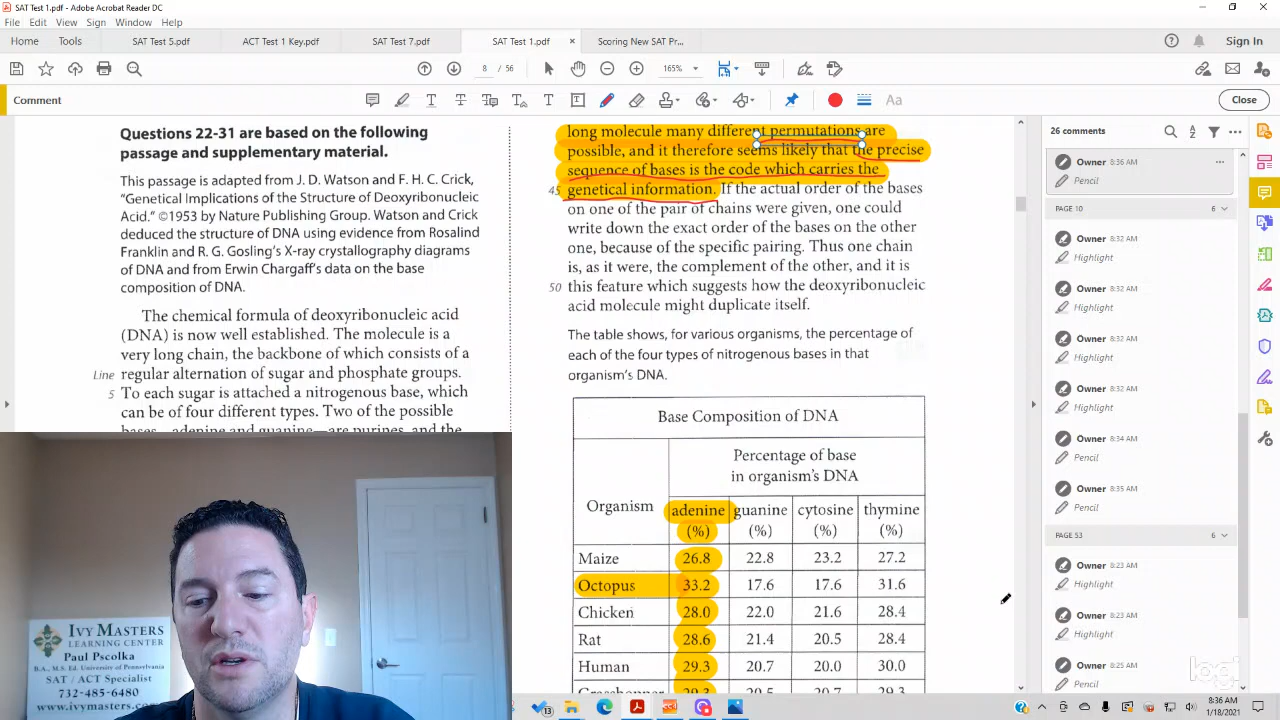 SAT Test 1.pdf - Adobe Acrobat Reader DC
File Edit View Sign Window Help
Home Tools SAT Test 5.pdf ACT Test 1 Key.pdf SAT Test 7.pdf SAT Test 1.pdf × Scoring New SAT Pr... Sign In
8 / 56 165%
Comment Aa Close
Questions 22-31 are based on the following
passage and supplementary material.
This passage is adapted from J. D. Watson and F. H. C. Crick,
“Genetical Implications of the Structure of Deoxyribonucleic
Acid.” ©1953 by Nature Publishing Group. Watson and Crick
deduced the structure of DNA using evidence from Rosalind
Franklin and R. G. Gosling’s X-ray crystallography diagrams
of DNA and from Erwin Chargaff’s data on the base
composition of DNA.
The chemical formula of deoxyribonucleic acid
(DNA) is now well established. The molecule is a
very long chain, the backbone of which consists of a
Line regular alternation of sugar and phosphate groups.
5 To each sugar is attached a nitrogenous base, which
can be of four different types. Two of the possible
bases—adenine and guanine—are purines, and the
long molecule many different permutations are
possible, and it therefore seems likely that the precise
sequence of bases is the code which carries the
45 genetical information. If the actual order of the bases
on one of the pair of chains were given, one could
write down the exact order of the bases on the other
one, because of the specific pairing. Thus one chain
is, as it were, the complement of the other, and it is
50 this feature which suggests how the deoxyribonucleic
acid molecule might duplicate itself.
The table shows, for various organisms, the percentage of
each of the four types of nitrogenous bases in that
organism’s DNA.
Base Composition of DNA
Percentage of base
in organism’s DNA
Organism
adenine guanine cytosine thymine
(%) (%) (%) (%)
Maize 26.8 22.8 23.2 27.2
Octopus 33.2 17.6 17.6 31.6
Chicken 28.0 22.0 21.6 28.4
Rat 28.6 21.4 20.5 28.4
Human 29.3 20.7 20.0 30.0
Grasshopper 29.3 20.5 20.7 29.3
26 comments
Owner 8:36 AM
Pencil
PAGE 10 6
Owner 8:32 AM
Highlight
Owner 8:32 AM
Highlight
Owner 8:32 AM
Highlight
Owner 8:32 AM
Highlight
Owner 8:34 AM
Pencil
Owner 8:35 AM
Pencil
PAGE 53 6
Owner 8:23 AM
Highlight
Owner 8:23 AM
Highlight
Owner 8:25 AM
Pencil
IVY MASTERS
LEARNING CENTER
Paul Pscolka
B.A., M.S. Ed. University of Pennsylvania
SAT / ACT Specialist
732-485-6480
www.ivymasters.com
logi
13
8:36 AM
1/18/2021